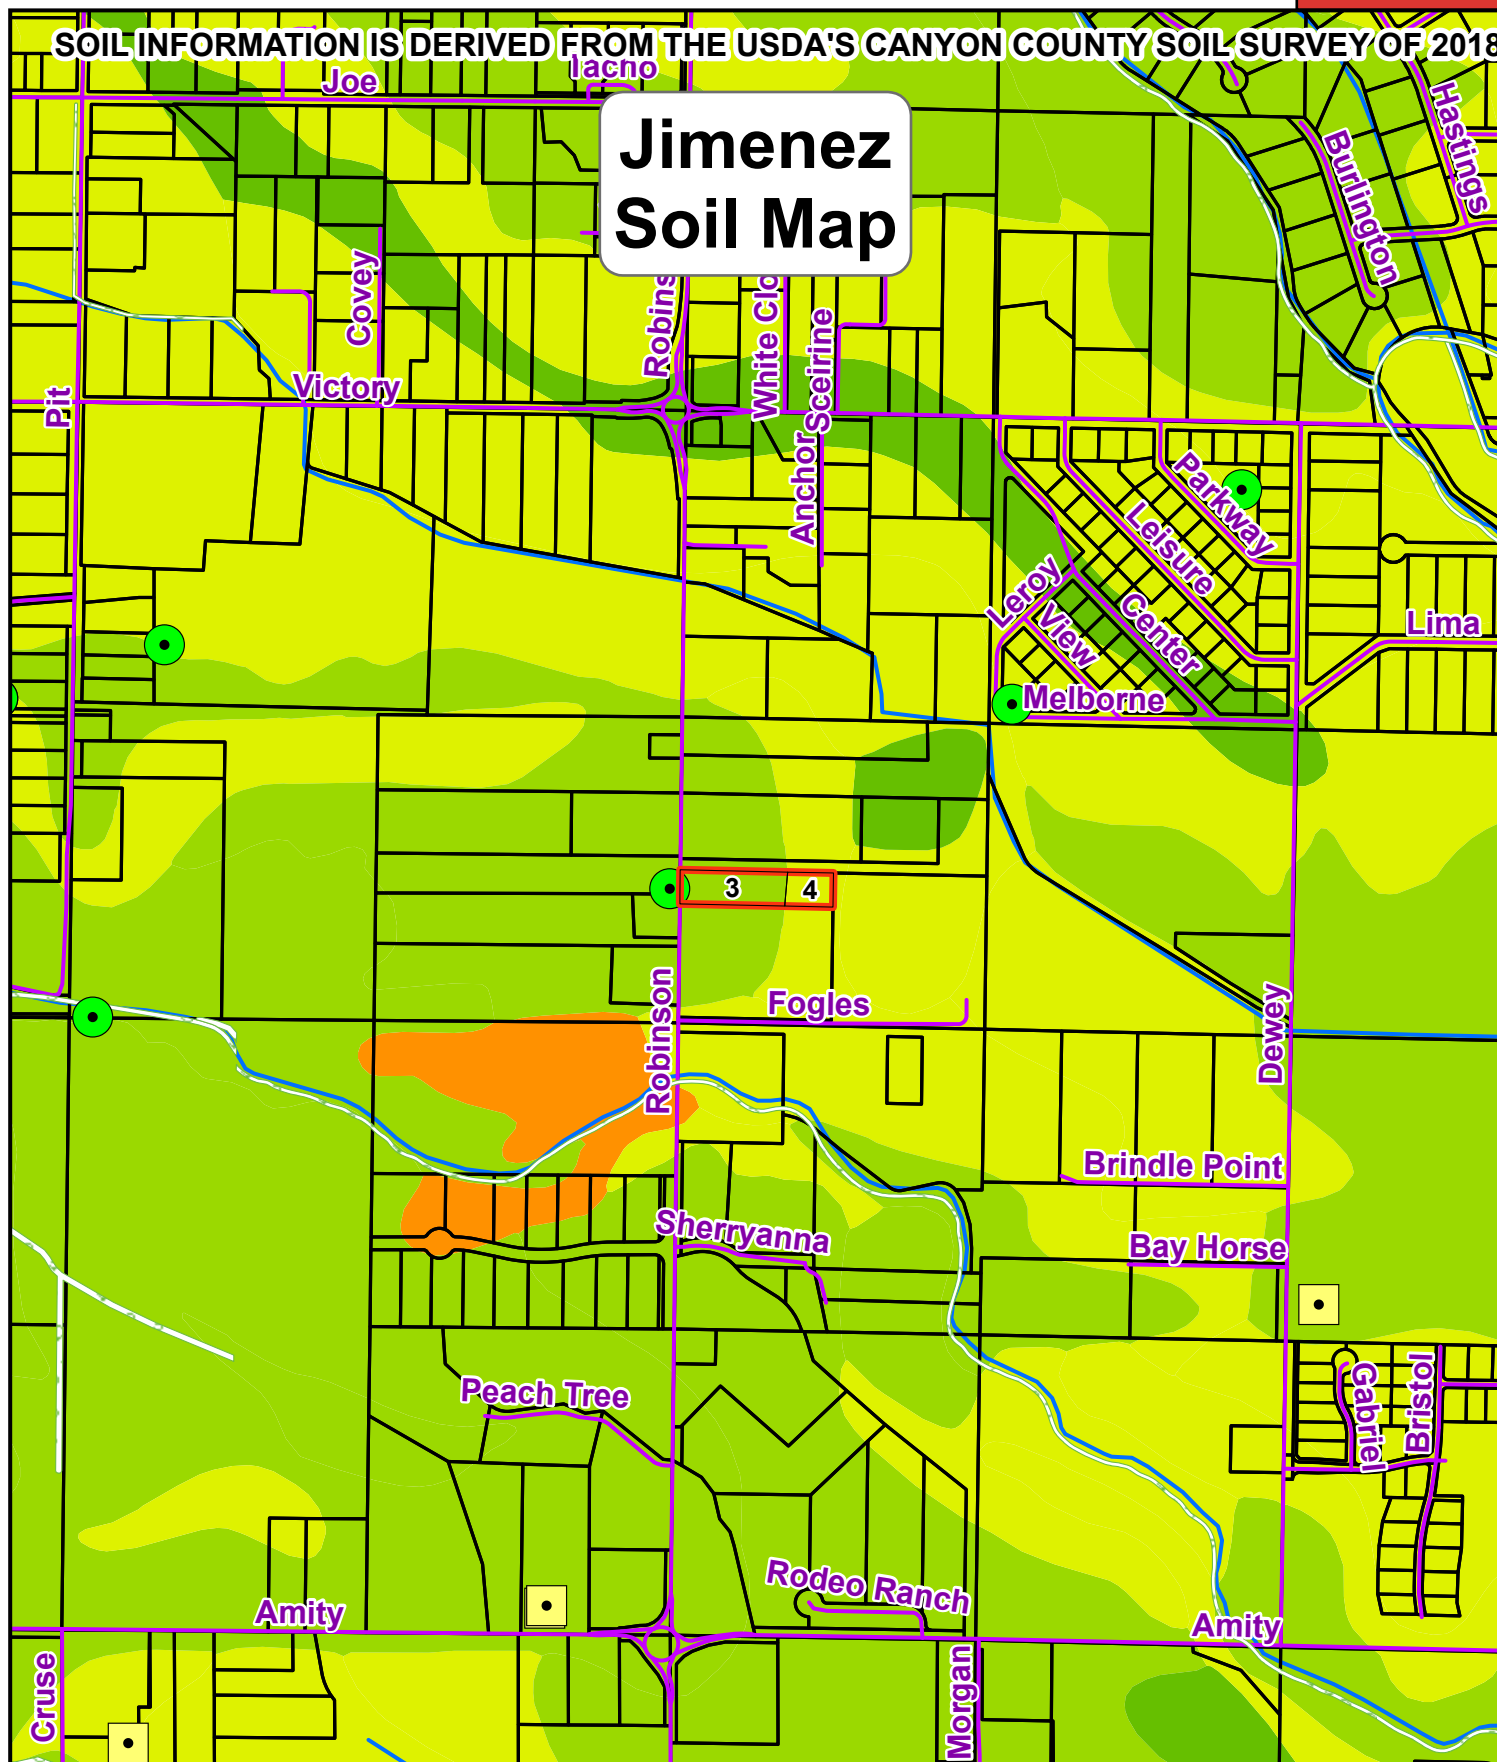 SOIL INFORMATION IS DERIVED FROM THE USDA'S CANYON COUNTY SOIL SURVEY OF 2018
Joe
Tacho
Jimenez
Soil Map
Hastings
Burlington
Covey
Robins
White Clo
Sceirine
Victory
Pit
Anchor
Parkway
Leisure
Leroy
View
Center
Lima
Melborne
3
4
Robinson
Fogles
Dewey
Brindle Point
Sherryanna
Bay Horse
Peach Tree
Gabriel
Bristol
Rodeo Ranch
Amity
Amity
Cruse
Morgan